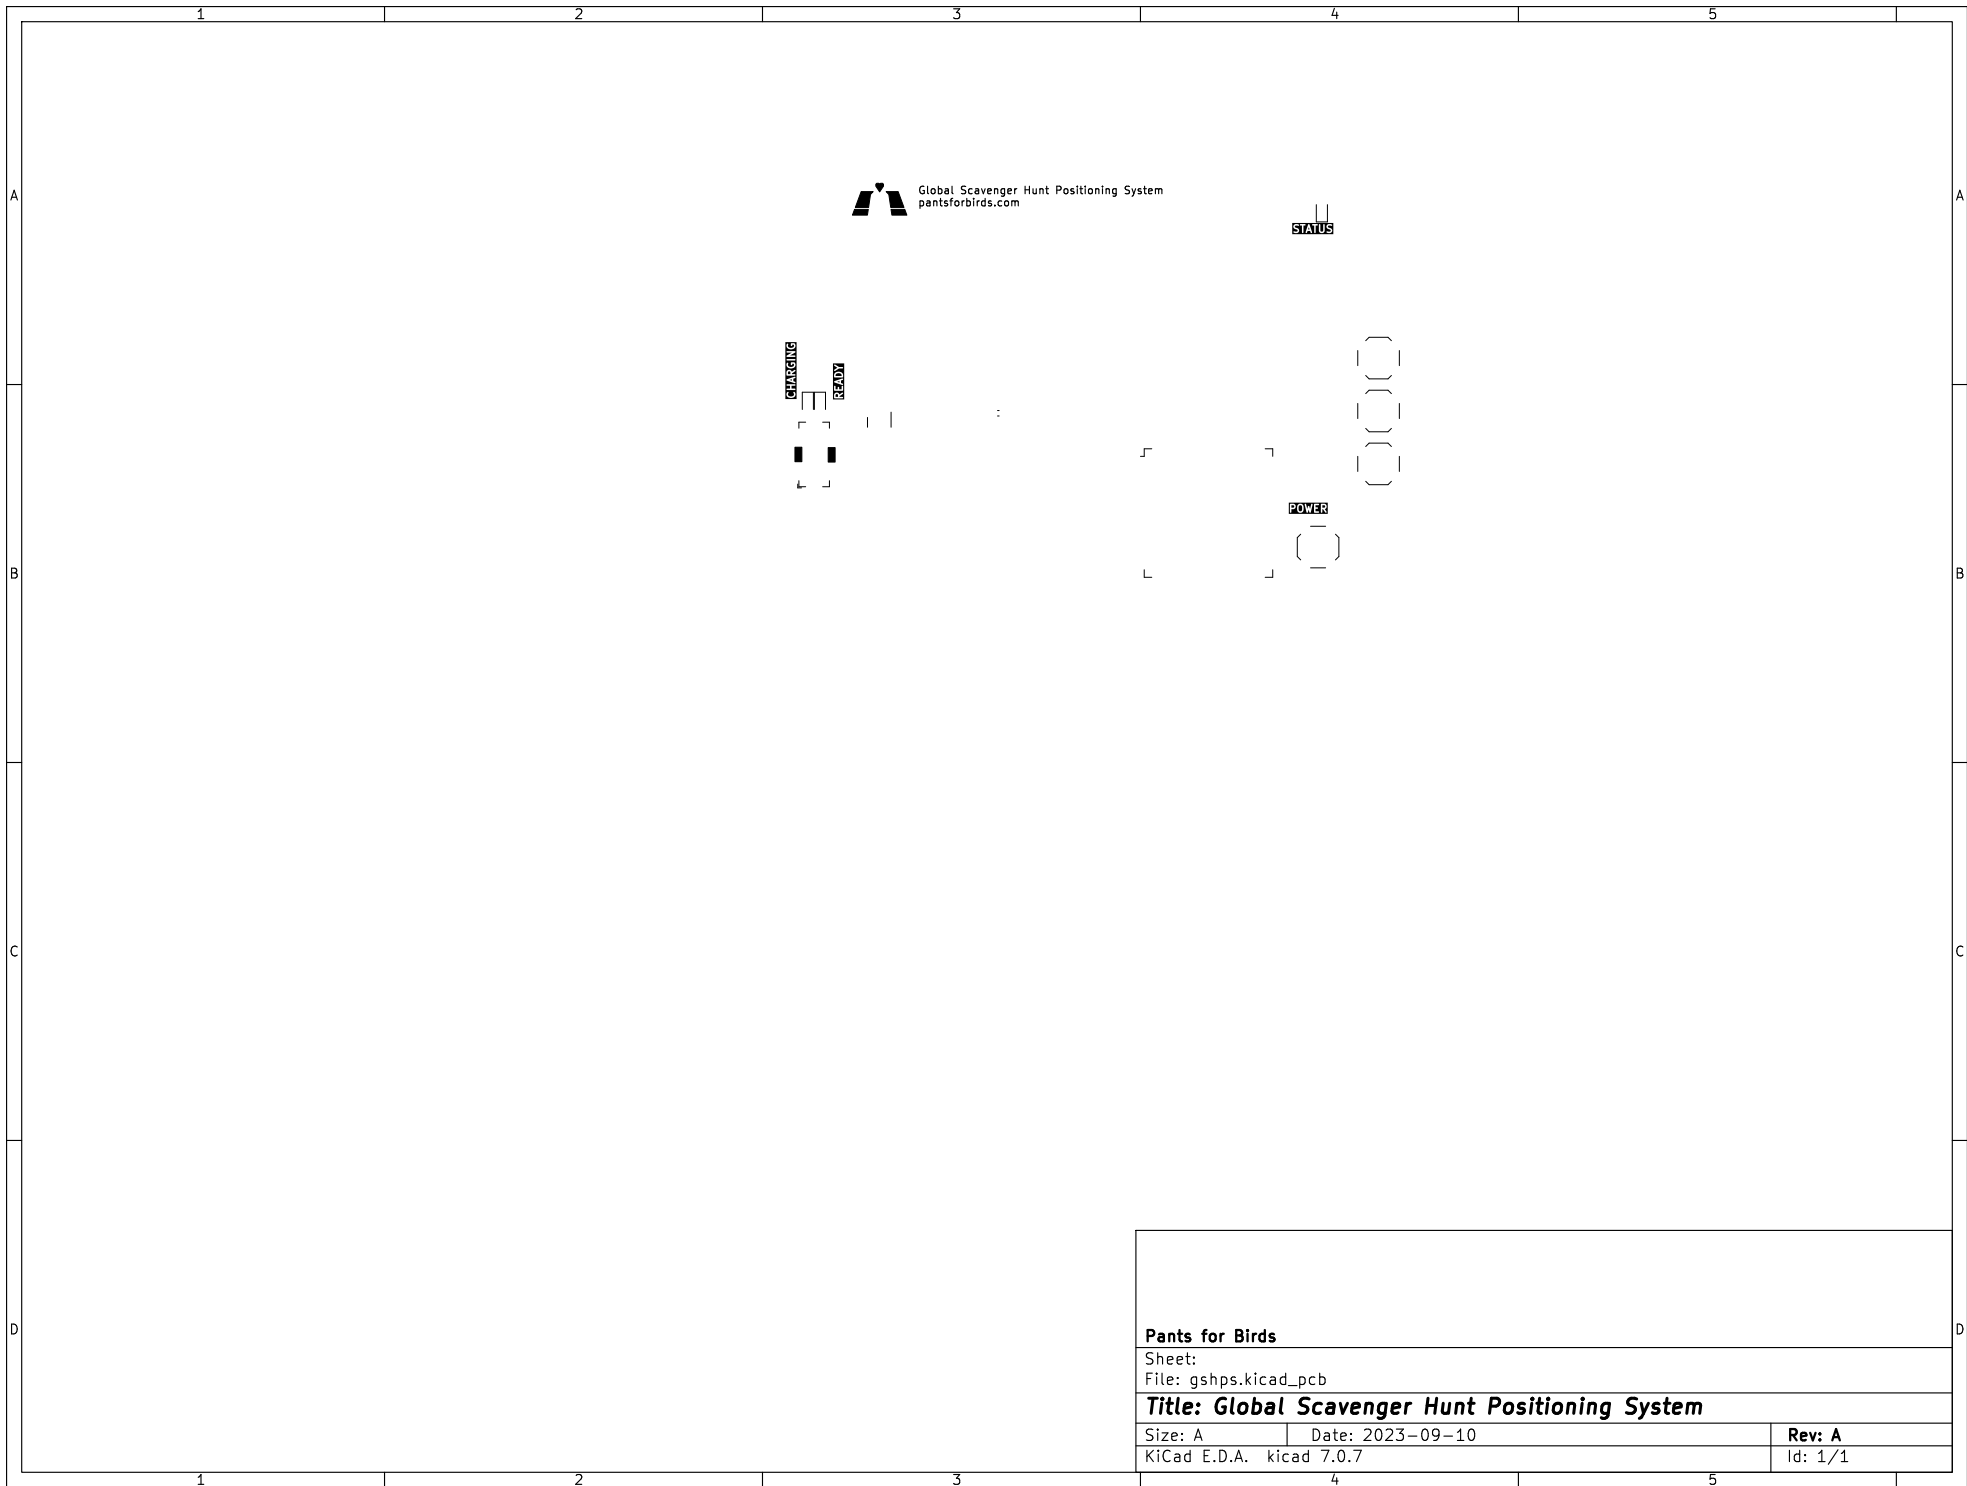 1 2 3 4 5
A A
Global Scavenger Hunt Positioning System
pantsforbirds.com
STATUS
CHARGING
READY
POWER
B B
C C
D D
Pants for Birds
Sheet:
File: gshps.kicad_pcb
Title: Global Scavenger Hunt Positioning System
Size: A Date: 2023-09-10 Rev: A
KiCad E.D.A. kicad 7.0.7 Id: 1/1
1 2 3 4 5